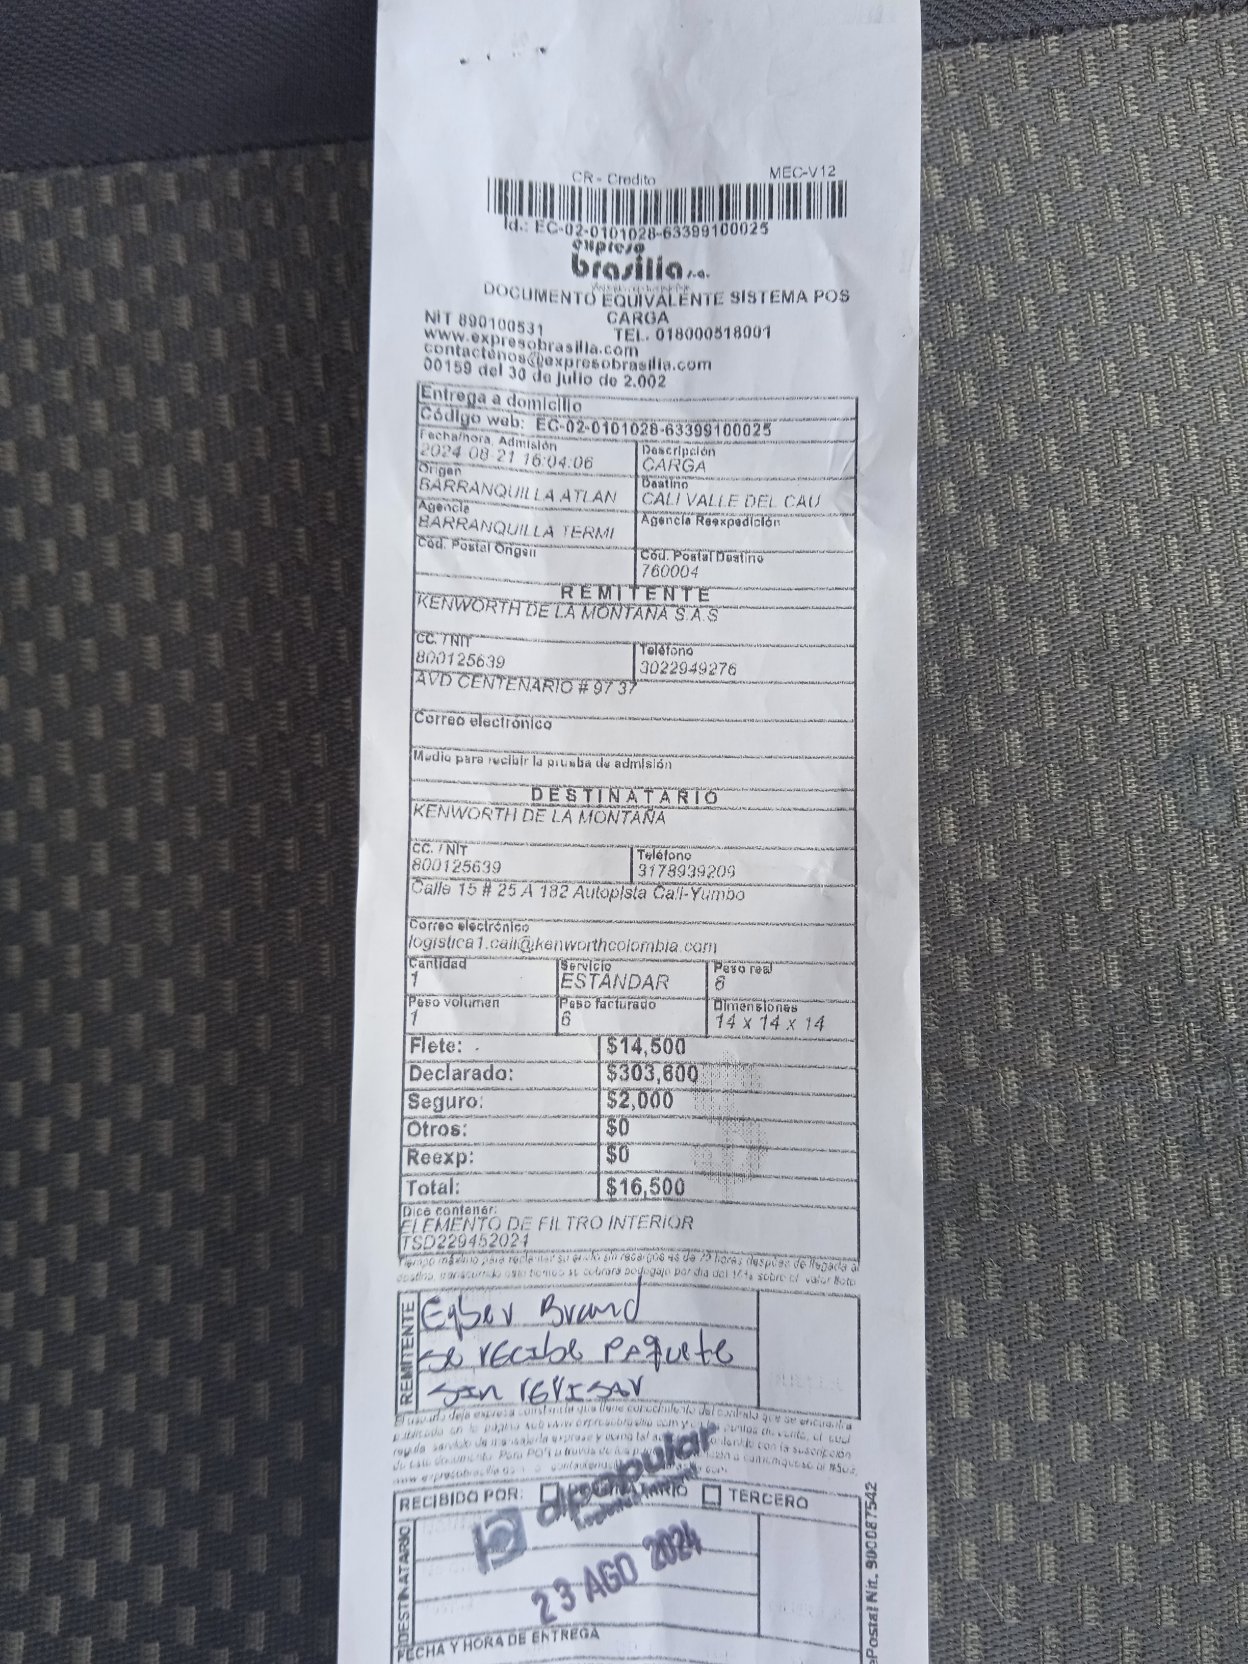 CR - Credito
MEC-V12
Id.: EC-02-0101028-63399100025
expreso
brasilia s.a.
DOCUMENTO EQUIVALENTE SISTEMA POS
CARGA
NIT 890100531
TEL. 018000518001
www.expresobrasilia.com
contactenos@expresobrasilia.com
00159 del 30 de julio de 2.002
Entrega a domicilio
Código web: EC-02-0101028-63399100025
Fecha/hora Admisión
2024 08-21 16:04:06
Descripción
CARGA
Origen
BARRANQUILLA ATLAN
Destino
CALI VALLE DEL CAU
Agencia
BARRANQUILLA TERMI
Agencia Reexpedición
Cód. Postal Origen
Cód. Postal Destino
760004
REMITENTE
KENWORTH DE LA MONTAÑA S.A.S
CC. / NIT
800125639
Teléfono
3022949276
AVD CENTENARIO # 97 37
Correo electrónico
Medio para recibir la prueba de admisión
DESTINATARIO
KENWORTH DE LA MONTAÑA
CC. / NIT
800125639
Teléfono
3178939209
Calle 15 # 25 A 182 Autopista Cali-Yumbo
Correo electrónico
logistica1.cali@kenworthcolombia.com
Cantidad
1
Servicio
ESTANDAR
Peso real
6
Peso volumen
1
Peso facturado
6
Dimensiones
14 x 14 x 14
Flete: $14,500
Declarado: $303,600
Seguro: $2,000
Otros: $0
Reexp: $0
Total: $16,500
Dice contener:
ELEMENTO DE FILTRO INTERIOR
TSD229452021
REMITENTE
Brand
se recibe paquete
sin revisar
RECIBIDO POR:
TERCERO
dipopular
23 AGO 2024
DESTINATARIO
FECHA Y HORA DE ENTREGA
ePostal Nit. 900087542